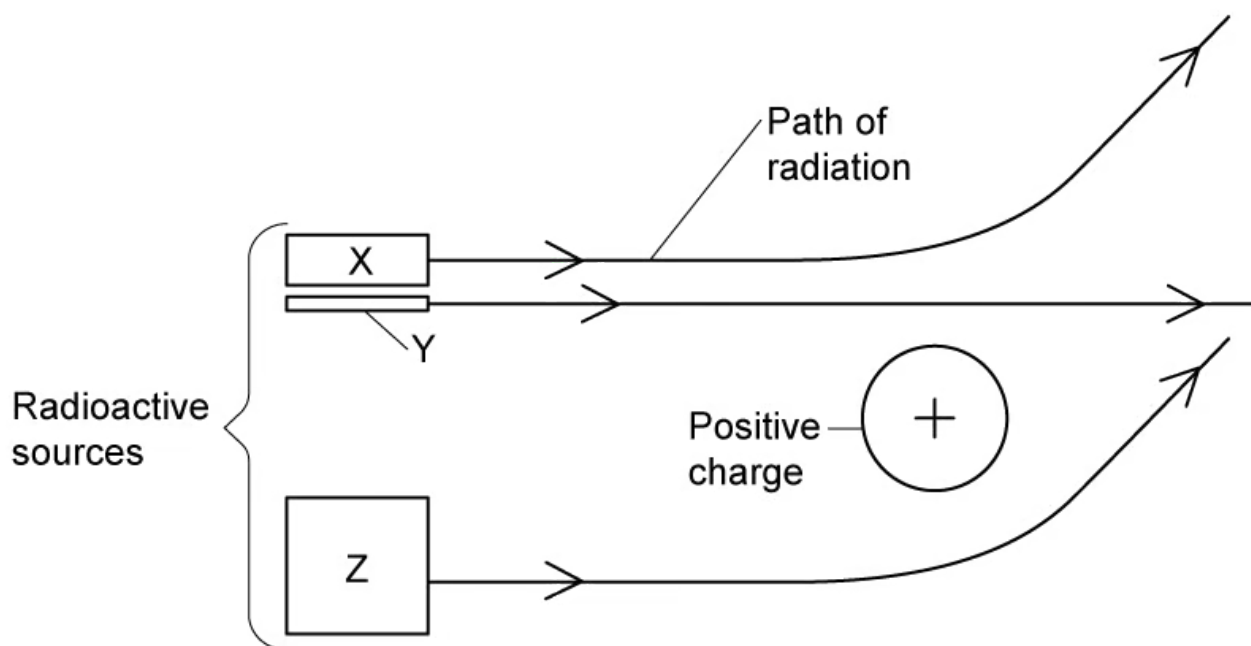 Path of
radiation
X
Y
Radioactive
sources
Positive
charge
+
Z